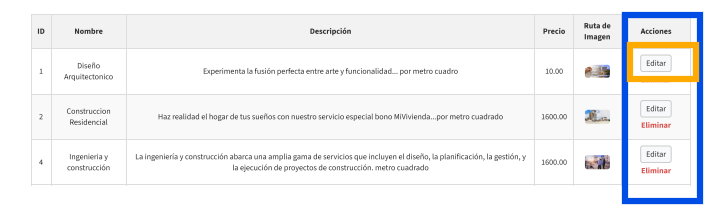 ID Nombre Descripción Precio Ruta de Imagen Acciones
1 Diseño Arquitectonico Experimenta la fusión perfecta entre arte y funcionalidad... por metro cuadro 10.00 Editar
2 Construccion Residencial Haz realidad el hogar de tus sueños con nuestro servicio especial bono MiVivienda...por metro cuadrado 1600.00 Editar
Eliminar
4 Ingenieria y construcción La ingeniería y construcción abarca una amplia gama de servicios que incluyen el diseño, la planificación, la gestión, y
la ejecución de proyectos de construcción. metro cuadrado 1600.00 Editar
Eliminar